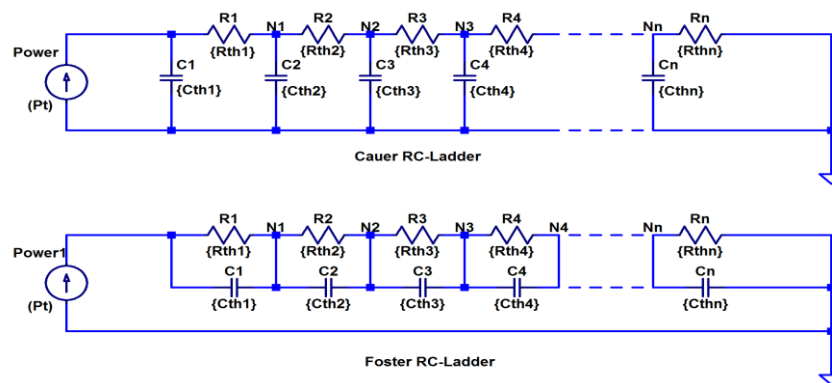 R1 N1 R2 N2 R3 N3 R4 Nn Rn
Power {Rth1} {Rth2} {Rth3} {Rth4} {Rthn}
C1 C2 C3 C4 Cn
{Cth1} {Cth2} {Cth3} {Cth4} {Cthn}
(Pt)
Cauer RC-Ladder
R1 N1 R2 N2 R3 N3 R4 N4 Nn Rn
Power1 {Rth1} {Rth2} {Rth3} {Rth4} {Rthn}
C1 C2 C3 C4 Cn
{Cth1} {Cth2} {Cth3} {Cth4} {Cthn}
(Pt)
Foster RC-Ladder